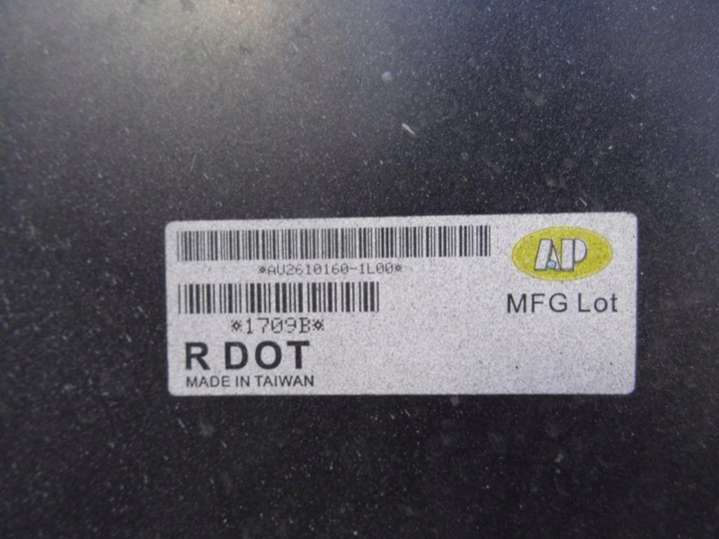 *AU2610160-1L00*
AP
*1709B*
MFG Lot
R DOT
MADE IN TAIWAN